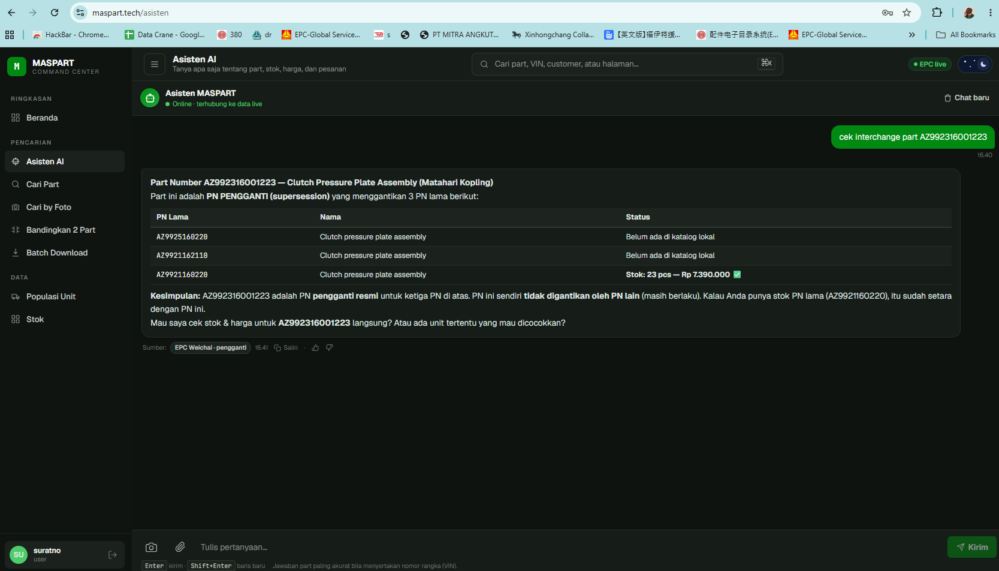 maspart.tech/asisten
HackBar - Chrome...
Data Crane - Googl...
380
dr
EPC-Global Service...
s
PT MITRA ANGKUT...
Xinhongchang Colla...
【英文版】福伊特缓...
配件电子目录系统(E...
EPC-Global Service...
»
All Bookmarks
M
MASPART
COMMAND CENTER
Asisten AI
Tanya apa saja tentang part, stok, harga, dan pesanan
Cari part, VIN, customer, atau halaman...
⌘K
EPC live
RINGKASAN
Beranda
PENCARIAN
Asisten AI
Cari Part
Cari by Foto
Bandingkan 2 Part
Batch Download
DATA
Populasi Unit
Stok
SU
suratno
user
Asisten MASPART
Online · terhubung ke data live
Chat baru
cek interchange part AZ992316001223
16.40
Part Number AZ992316001223 — Clutch Pressure Plate Assembly (Matahari Kopling)
Part ini adalah PN PENGGANTI (supersession) yang menggantikan 3 PN lama berikut:
PN Lama Nama Status
AZ9925160220 Clutch pressure plate assembly Belum ada di katalog lokal
AZ9921162110 Clutch pressure plate assembly Belum ada di katalog lokal
AZ9921160220 Clutch pressure plate assembly Stok: 23 pcs — Rp 7.390.000 ✅
Kesimpulan: AZ992316001223 adalah PN pengganti resmi untuk ketiga PN di atas. PN ini sendiri tidak digantikan oleh PN lain (masih berlaku). Kalau Anda punya stok PN lama (AZ9921160220), itu sudah setara
dengan PN ini.
Mau saya cek stok & harga untuk AZ992316001223 langsung? Atau ada unit tertentu yang mau dicocokkan?
Sumber: EPC Weichai · pengganti 16.41 Salin ·
Tulis pertanyaan...
Kirim
Enter kirim · Shift+Enter baris baru Jawaban part paling akurat bila menyertakan nomor rangka (VIN).